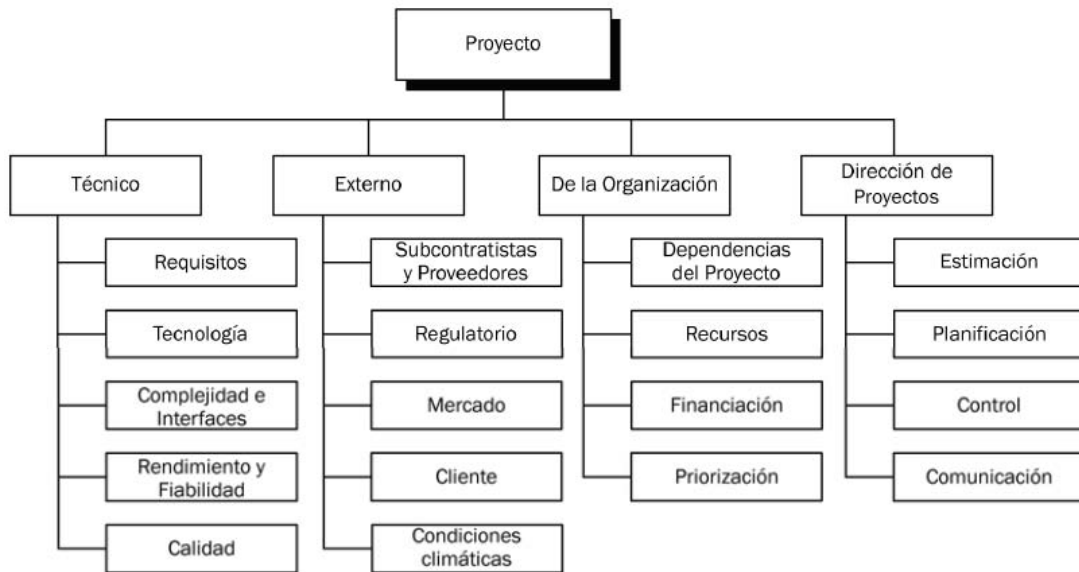 Proyecto
Técnico
Externo
De la Organización
Dirección de
Proyectos
Requisitos
Tecnología
Complejidad e
Interfaces
Rendimiento y
Fiabilidad
Calidad
Subcontratistas
y Proveedores
Regulatorio
Mercado
Cliente
Condiciones
climáticas
Dependencias
del Proyecto
Recursos
Financiación
Priorización
Estimación
Planificación
Control
Comunicación